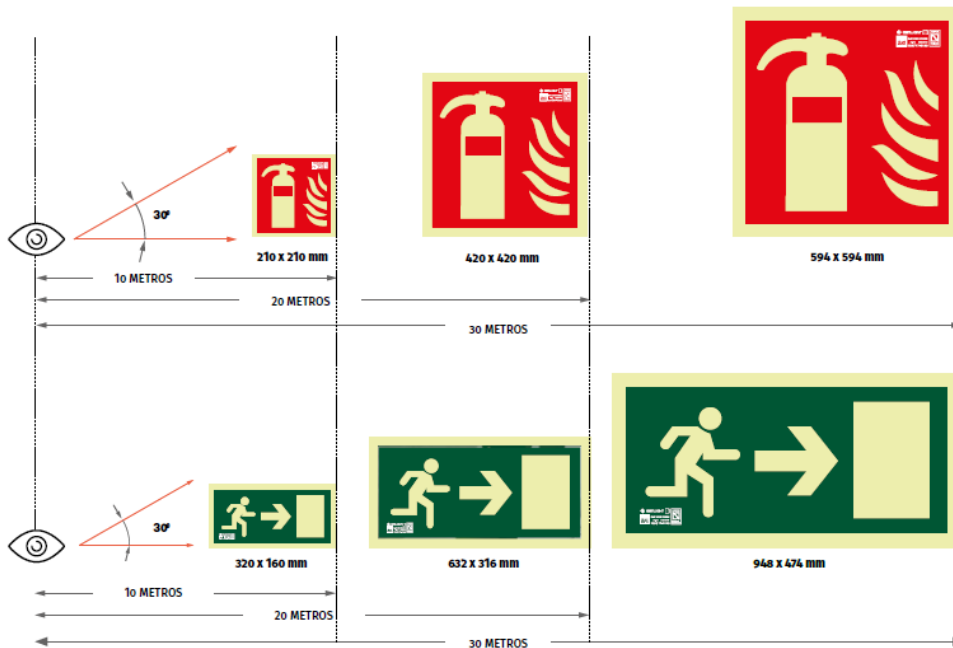 30º
210 x 210 mm
420 x 420 mm
594 x 594 mm
10 METROS
20 METROS
30 METROS
30º
320 x 160 mm
632 x 316 mm
948 x 474 mm
10 METROS
20 METROS
30 METROS